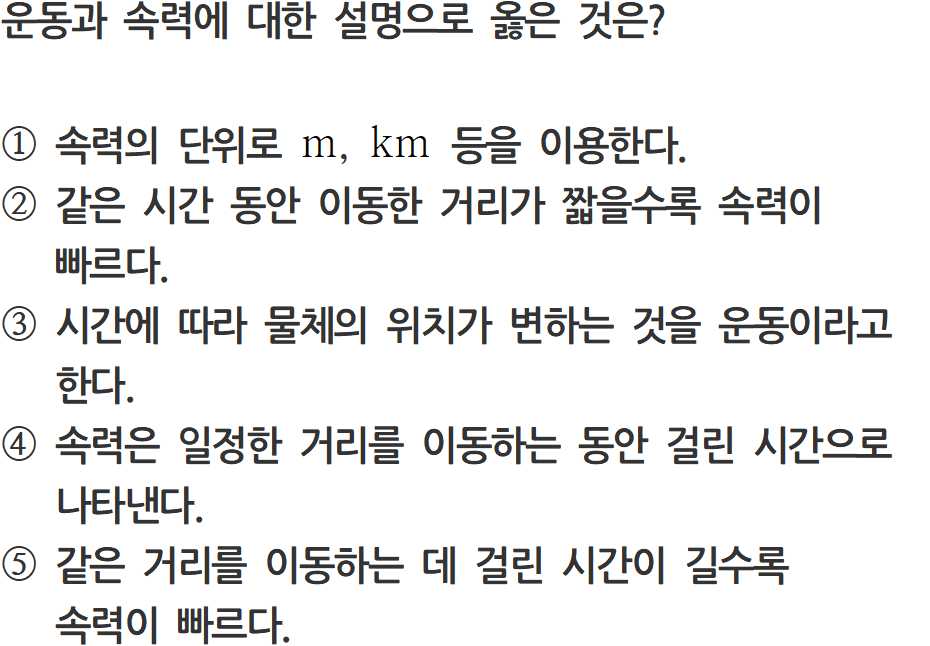 운동과 속력에 대한 설명으로 옳은 것은?
① 속력의 단위로 m, km 등을 이용한다.
② 같은 시간 동안 이동한 거리가 짧을수록 속력이
빠르다.
③ 시간에 따라 물체의 위치가 변하는 것을 운동이라고
한다.
④ 속력은 일정한 거리를 이동하는 동안 걸린 시간으로
나타낸다.
⑤ 같은 거리를 이동하는 데 걸린 시간이 길수록
속력이 빠르다.